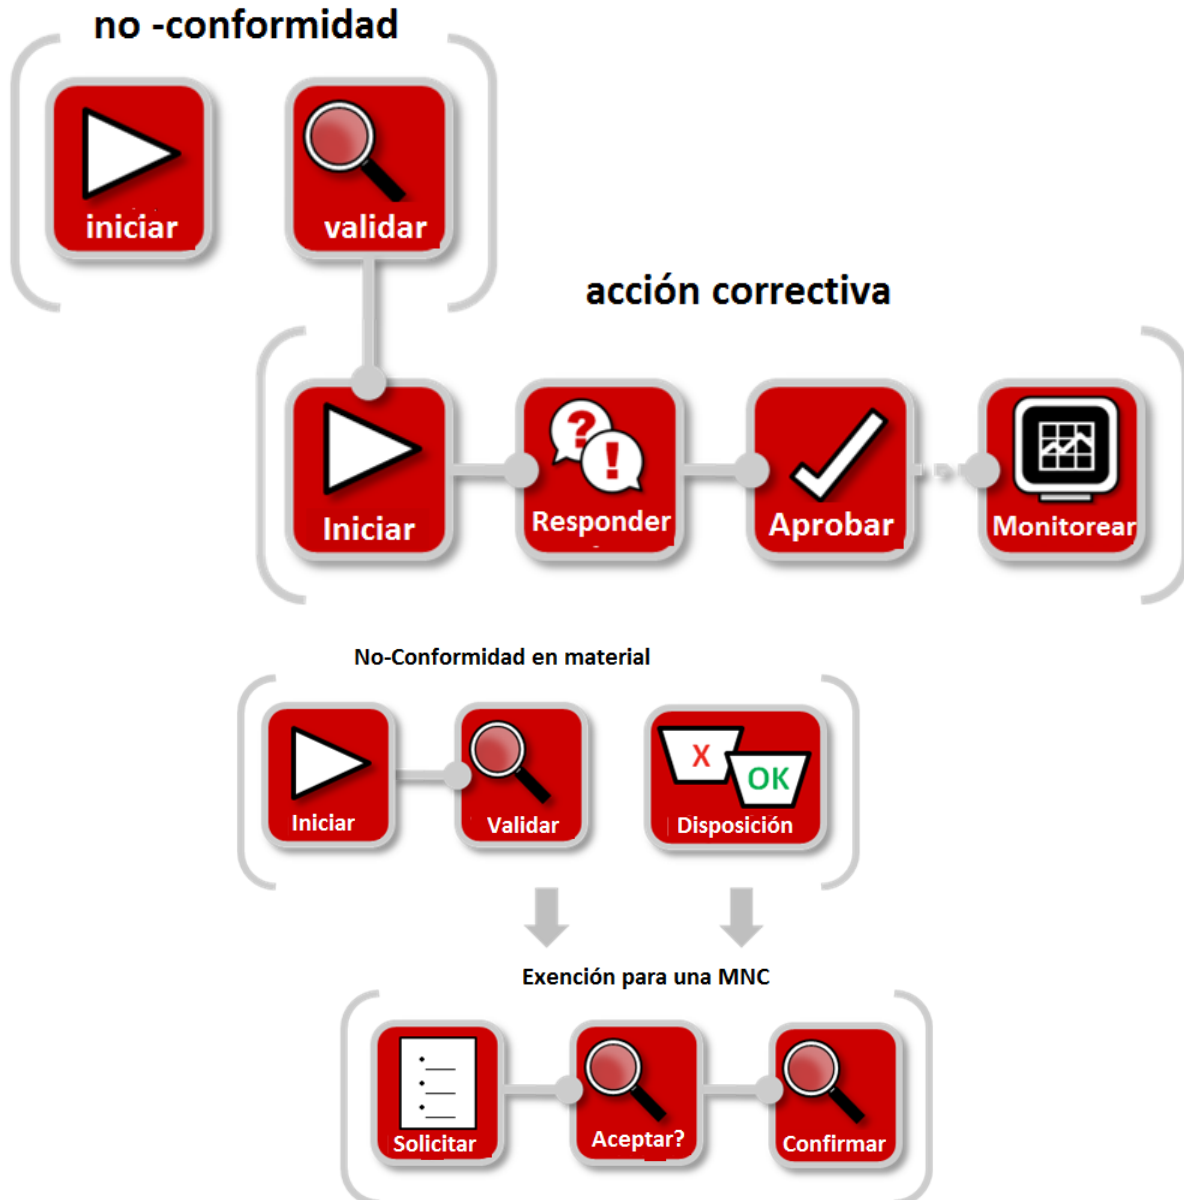 no -conformidad
iniciar
validar
acción correctiva
Iniciar
? !
Responder
Aprobar
Monitorear
No-Conformidad en material
Iniciar
Validar
X OK
Disposición
Exención para una MNC
Solicitar
Aceptar?
Confirmar